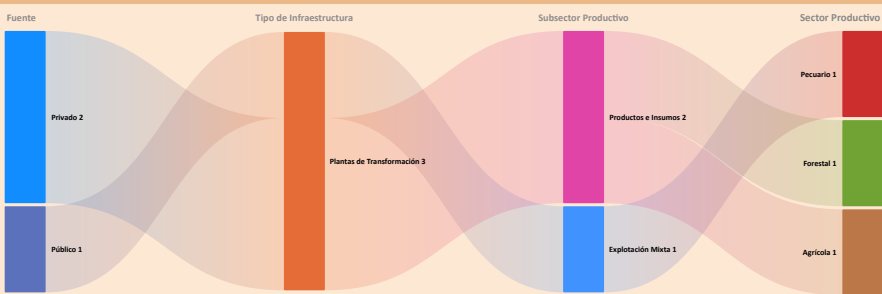 Fuente
Tipo de Infraestructura
Subsector Productivo
Sector Productivo
Privado 2
Público 1
Plantas de Transformación 3
Productos e Insumos 2
Explotación Mixta 1
Pecuario 1
Forestal 1
Agrícola 1